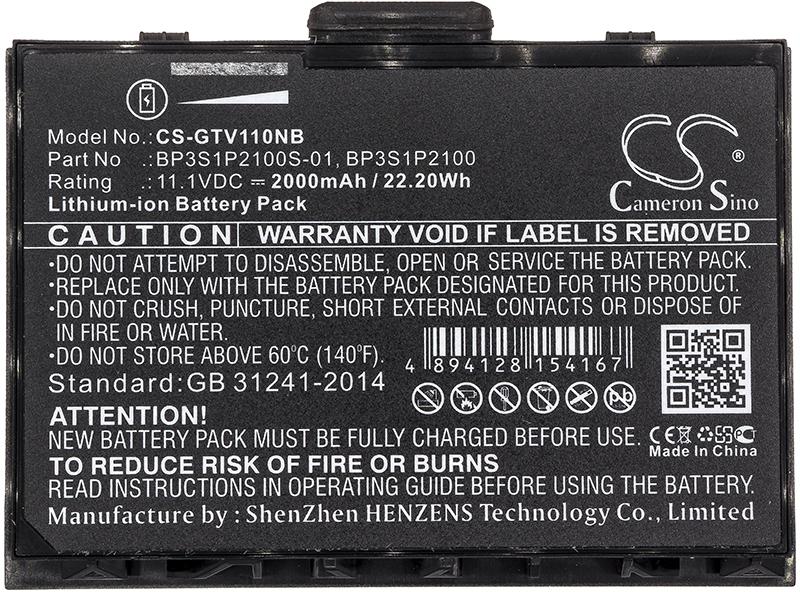 Model No.: CS-GTV110NB
Part No : BP3S1P2100S-01, BP3S1P2100
Rating : 11.1VDC ⎓ 2000mAh / 22.20Wh
Lithium-ion Battery Pack
CS
®
Cameron Sino
CAUTION WARRANTY VOID IF LABEL IS REMOVED
•DO NOT ATTEMPT TO DISASSEMBLE, OPEN OR SERVICE THE BATTERY PACK.
•REPLACE ONLY WITH THE BATTERY PACK DESIGNATED FOR THIS PRODUCT.
•DO NOT CRUSH, PUNCTURE, SHORT EXTERNAL CONTACTS OR DISPOSE OF
IN FIRE OR WATER.
•DO NOT STORE ABOVE 60°C (140°F).
Standard: GB 31241-2014
4 894128 154167
Pb
CE
Made In China
ATTENTION!
NEW BATTERY PACK MUST BE FULLY CHARGED BEFORE USE.
TO REDUCE RISK OF FIRE OR BURNS
READ INSTRUCTIONS IN OPERATING GUIDE BEFORE USING THE BATTERY.
Manufacture by : ShenZhen HENZENS Technology Co., Limited